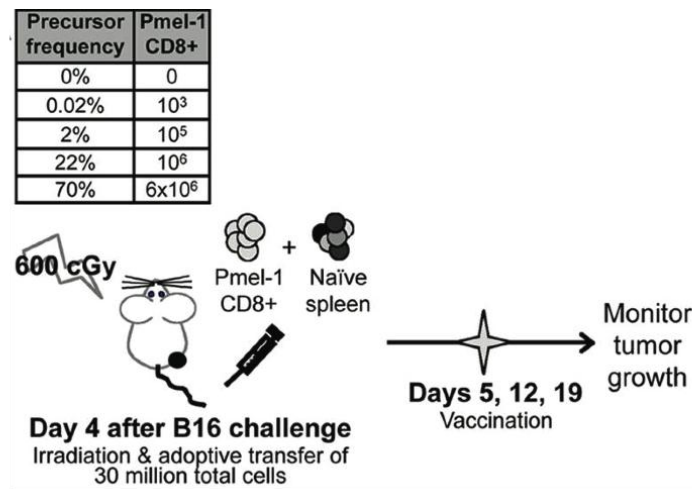 Precursor frequency Pmel-1 CD8+
0% 0
0.02% 10³
2% 10⁵
22% 10⁶
70% 6x10⁶
600 cGy
Pmel-1
CD8+
+
Naïve
spleen
Day 4 after B16 challenge
Irradiation & adoptive transfer of
30 million total cells
Days 5, 12, 19
Vaccination
Monitor
tumor
growth